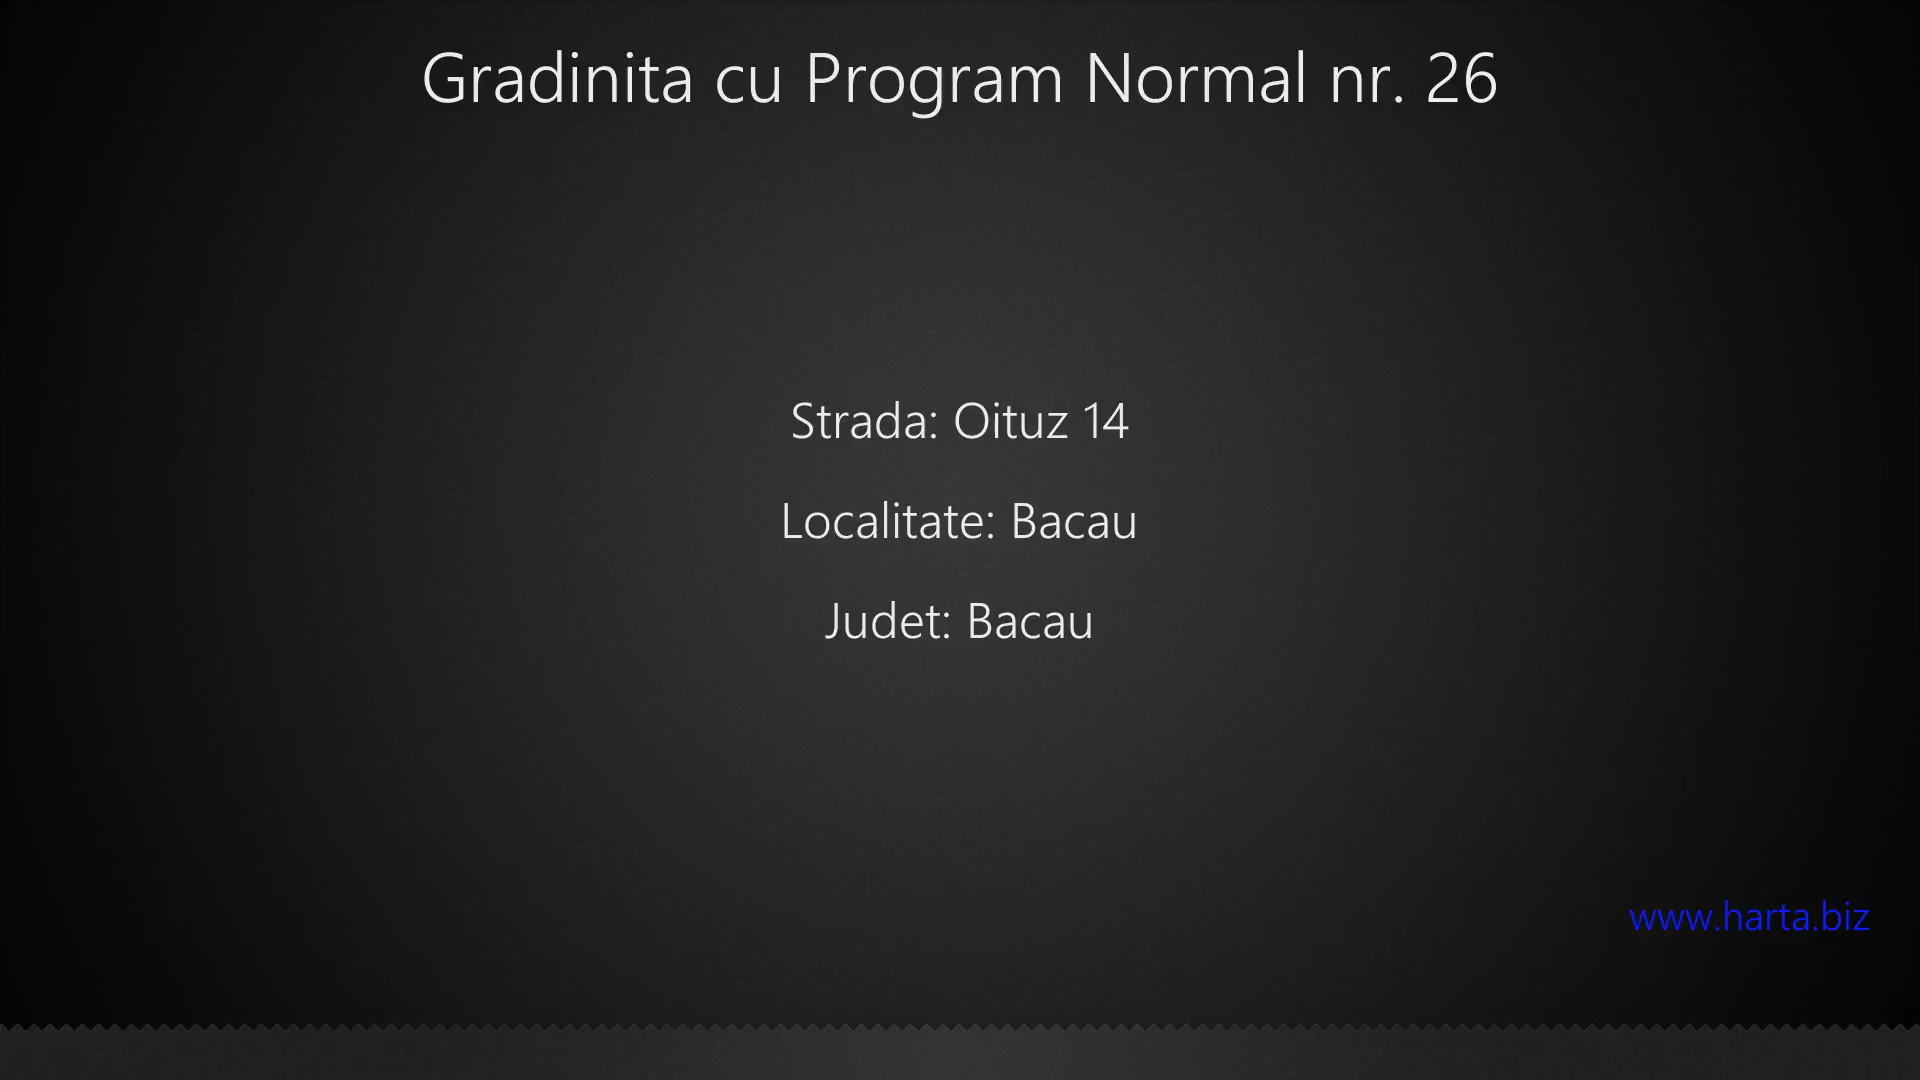 Gradinita cu Program Normal nr. 26
Strada: Oituz 14
Localitate: Bacau
Judet: Bacau
www.harta.biz